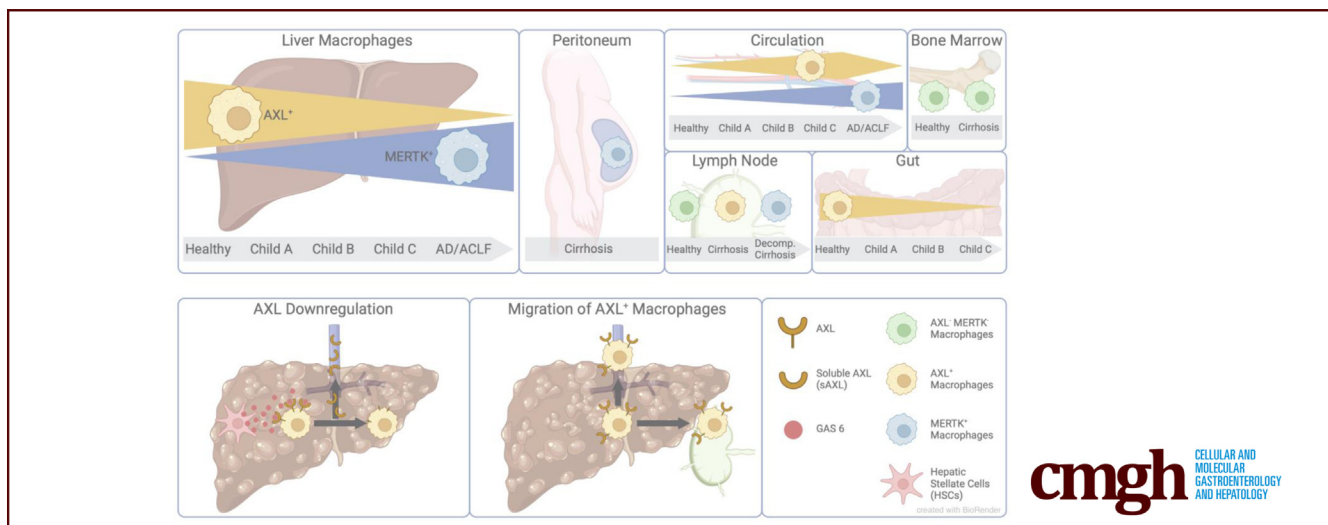 Liver Macrophages
AXL⁺
MERTK⁺
Healthy Child A Child B Child C AD/ACLF
Peritoneum
Cirrhosis
Circulation
Healthy Child A Child B Child C AD/ACLF
Bone Marrow
Healthy Cirrhosis
Lymph Node
Healthy Cirrhosis Decomp.
Cirrhosis
Gut
Healthy Child A Child B Child C
AXL Downregulation
Migration of AXL⁺ Macrophages
AXL
Soluble AXL
(sAXL)
GAS 6
AXL⁻ MERTK⁻
Macrophages
AXL⁺
Macrophages
MERTK⁺
Macrophages
Hepatic
Stellate Cells
(HSCs)
created with BioRender
cmgh
CELLULAR AND
MOLECULAR
GASTROENTEROLOGY
AND HEPATOLOGY